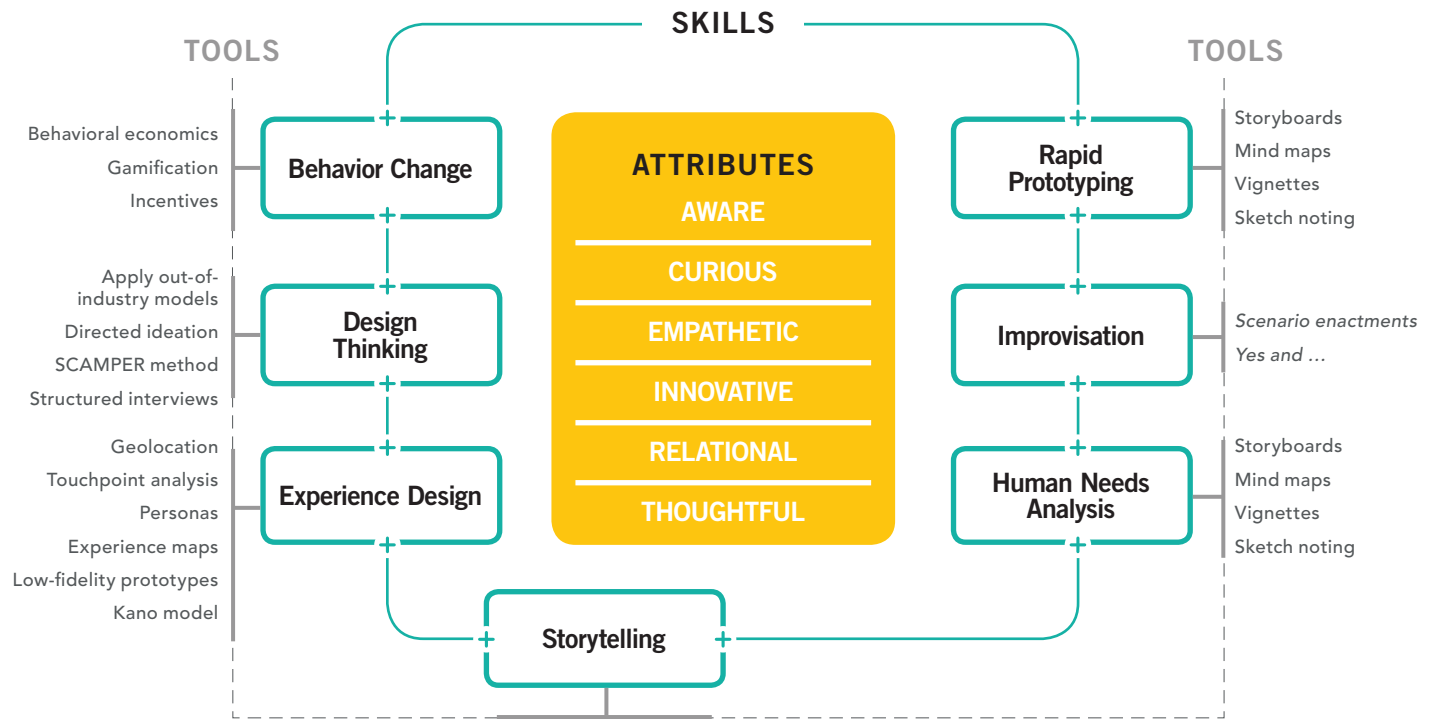 SKILLS
TOOLS
Behavioral economics
Gamification
Incentives
Behavior Change
Apply out-of-
industry models
Directed ideation
SCAMPER method
Structured interviews
Design
Thinking
Geolocation
Touchpoint analysis
Personas
Experience maps
Low-fidelity prototypes
Kano model
Experience Design
ATTRIBUTES
AWARE
CURIOUS
EMPATHETIC
INNOVATIVE
RELATIONAL
THOUGHTFUL
Storytelling
TOOLS
Rapid
Prototyping
Storyboards
Mind maps
Vignettes
Sketch noting
Improvisation
Scenario enactments
Yes and …
Human Needs
Analysis
Storyboards
Mind maps
Vignettes
Sketch noting